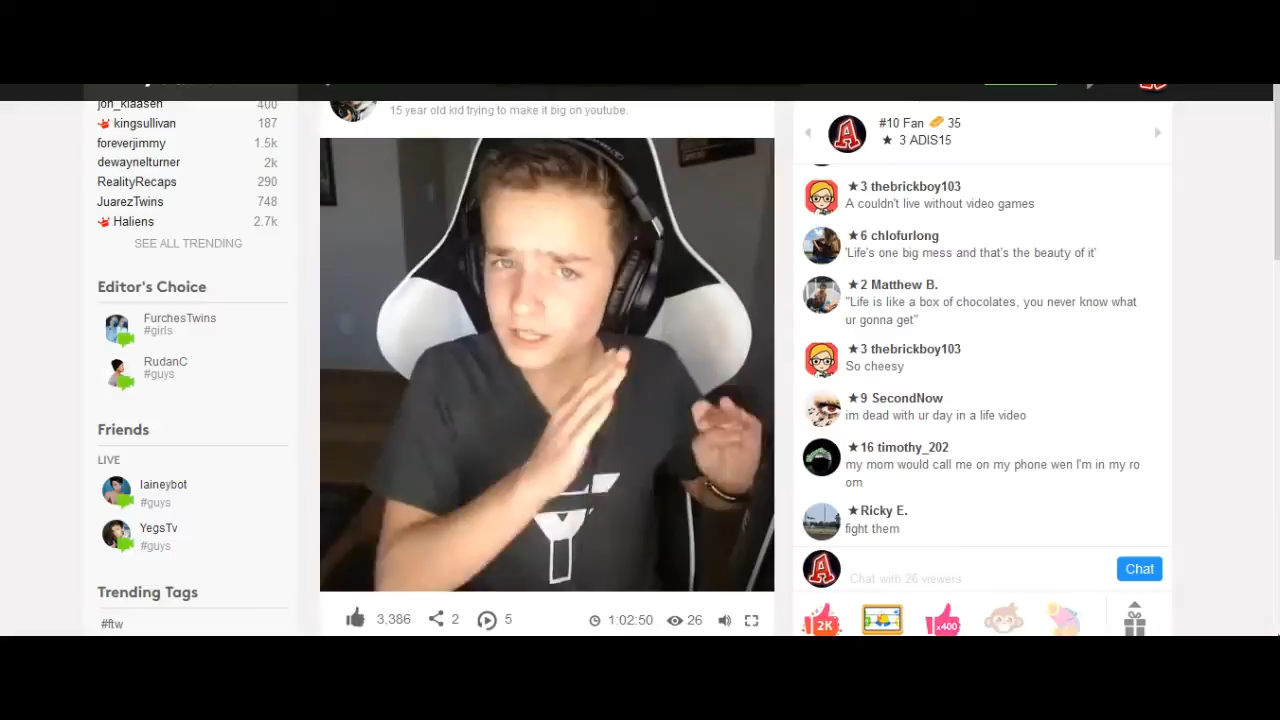 jon_klaasen 400
kingsullivan 187
foreverjimmy 1.5k
dewaynelturner 2k
RealityRecaps 290
JuarezTwins 748
Haliens 2.7k
SEE ALL TRENDING
Editor's Choice
FurchesTwins
#girls
RudanC
#guys
Friends
LIVE
laineybot
#guys
YegsTv
#guys
Trending Tags
#ftw
15 year old kid trying to make it big on youtube.
3,386 2 5 1:02:50 26
#10 Fan 35
★ 3 ADIS15
★3 thebrickboy103
A couldn't live without video games
★6 chlofurlong
'Life's one big mess and that's the beauty of it'
★2 Matthew B.
"Life is like a box of chocolates, you never know what
ur gonna get"
★3 thebrickboy103
So cheesy
★9 SecondNow
im dead with ur day in a life video
★16 timothy_202
my mom would call me on my phone wen I'm in my ro
om
★Ricky E.
fight them
Chat with 26 viewers
Chat
2K
x400